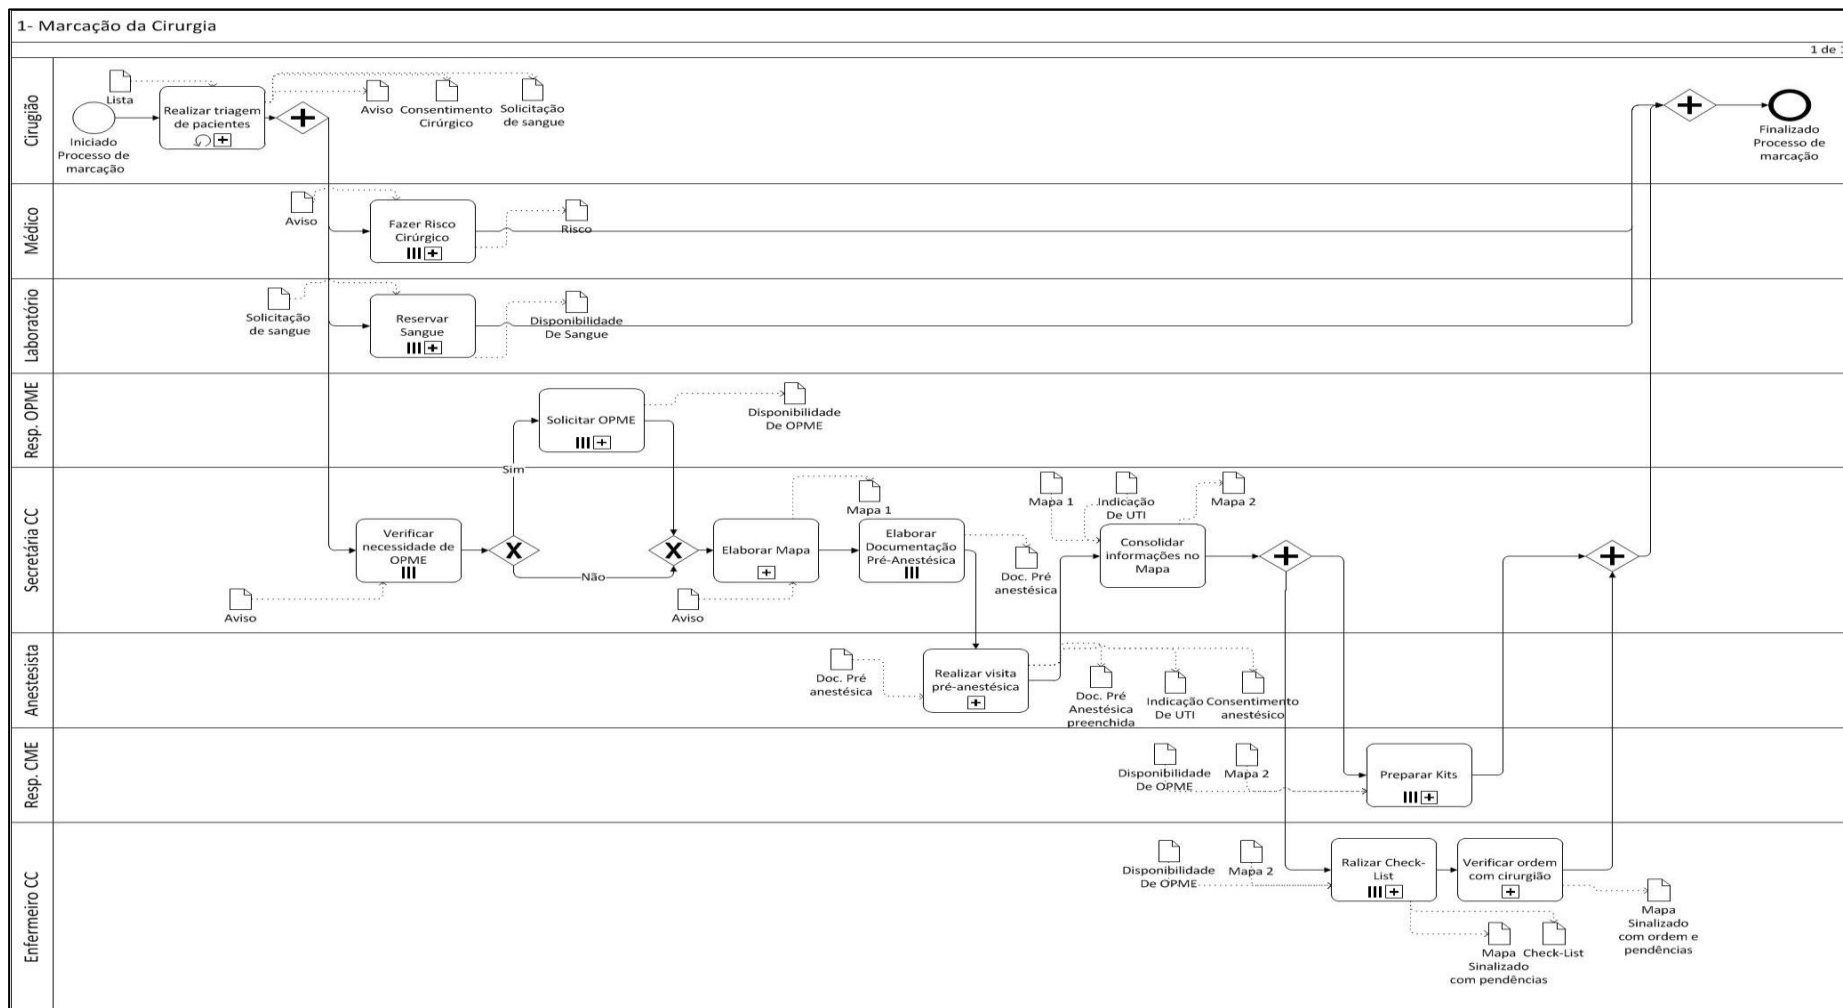 1- Marcação da Cirurgia
1 de
Cirugião
Lista
Iniciado
Processo de
marcação
Realizar triagem
de pacientes
Aviso
Consentimento
Cirúrgico
Solicitação
de sangue
Finalizado
Processo de
marcação
Médico
Aviso
Fazer Risco
Cirúrgico
Risco
Laboratório
Solicitação
de sangue
Reservar
Sangue
Disponibilidade
De Sangue
Resp. OPME
Solicitar OPME
Disponibilidade
De OPME
Sim
Secretária CC
Verificar
necessidade de
OPME
Aviso
Não
Elaborar Mapa
Mapa 1
Aviso
Elaborar
Documentação
Pré-Anestésica
Doc. Pré
anestésica
Mapa 1
Indicação
De UTI
Mapa 2
Consolidar
informações no
Mapa
Anestesista
Doc. Pré
anestésica
Realizar visita
pré-anestésica
Doc. Pré
Anestésica
preenchida
Indicação
De UTI
Consentimento
anestésico
Resp. CME
Disponibilidade
De OPME
Mapa 2
Preparar Kits
Enfermeiro CC
Disponibilidade
De OPME
Mapa 2
Ralizar Check-
List
Verificar ordem
com cirurgião
Mapa
Sinalizado
com pendências
Check-List
Mapa
Sinalizado
com ordem e
pendências